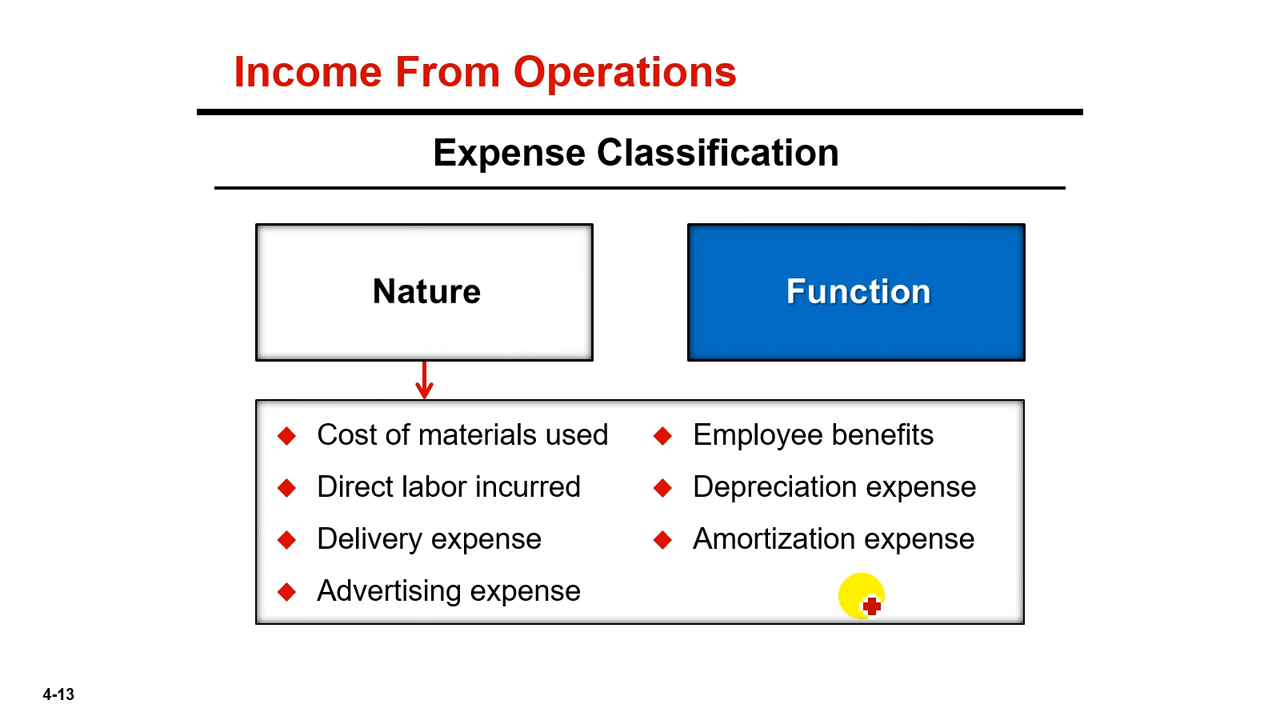 Income From Operations
Expense Classification
Nature
Function
Cost of materials used
Direct labor incurred
Delivery expense
Advertising expense
Employee benefits
Depreciation expense
Amortization expense
4-13